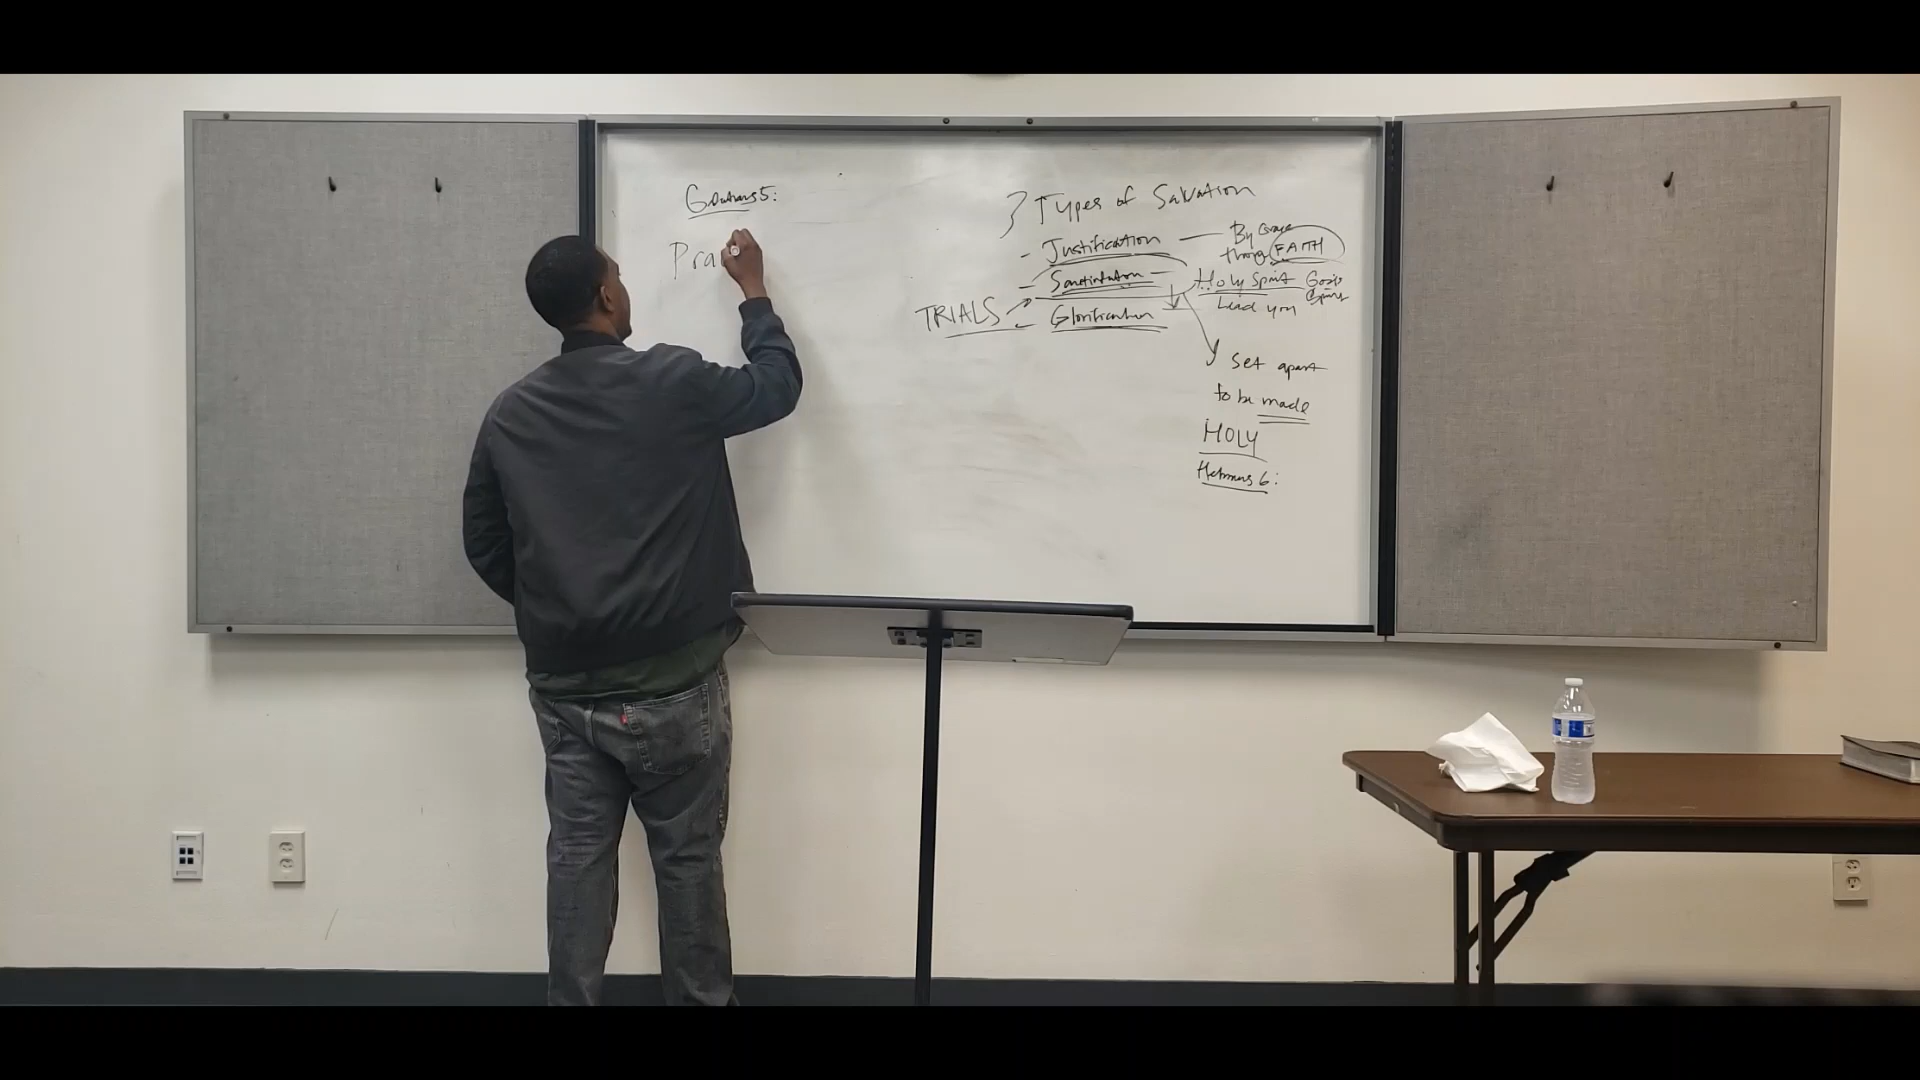 Galatians 5:
Pra
3 Types of Salvation
- Justification — By Grace
through FAITH
- Sanctification — Holy Spirit God's Spirit
Lead you
TRIALS - Glorification
Set apart
to be made
HOLY
Hebrews 6: